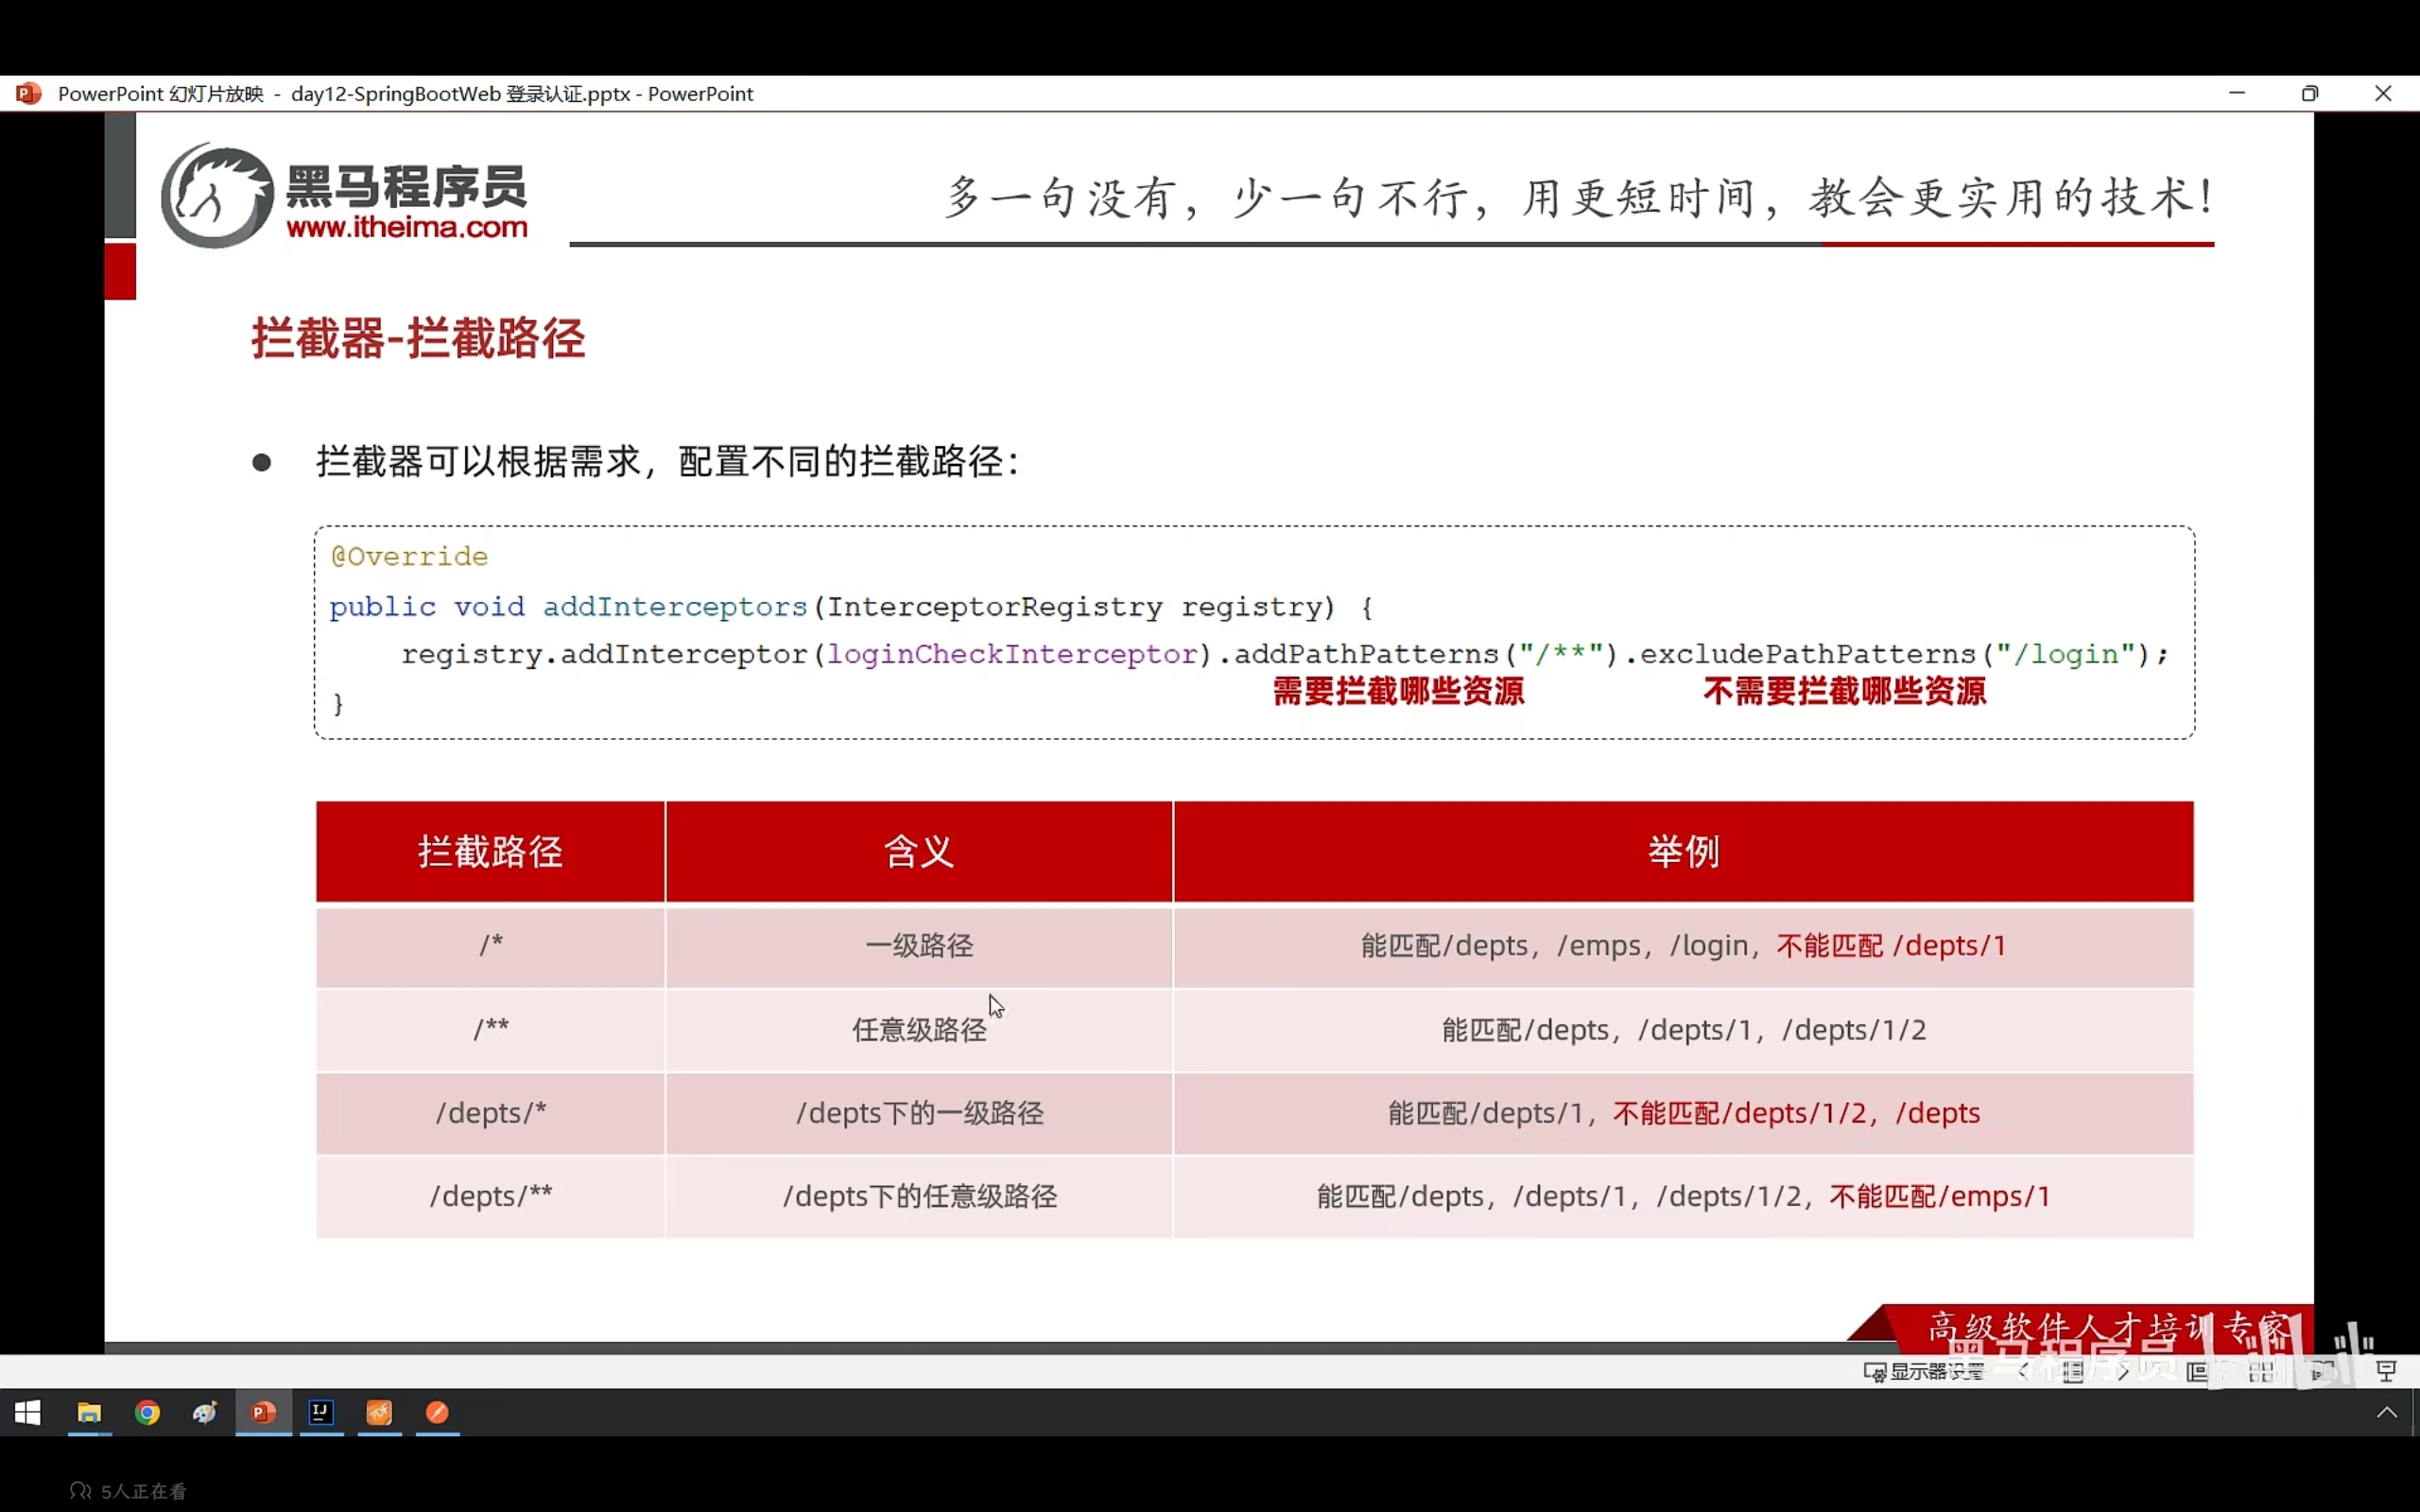 PowerPoint 幻灯片放映 - day12-SpringBootWeb 登录认证.pptx - PowerPoint
黑马程序员
www.itheima.com
多一句没有，少一句不行，用更短时间，教会更实用的技术！
拦截器-拦截路径
● 拦截器可以根据需求，配置不同的拦截路径：
@Override
public void addInterceptors(InterceptorRegistry registry) {
registry.addInterceptor(loginCheckInterceptor).addPathPatterns("/**").excludePathPatterns("/login");
需要拦截哪些资源 不需要拦截哪些资源
}
拦截路径 含义 举例
/* 一级路径 能匹配/depts，/emps，/login，不能匹配 /depts/1
/** 任意级路径 能匹配/depts，/depts/1，/depts/1/2
/depts/* /depts下的一级路径 能匹配/depts/1，不能匹配/depts/1/2，/depts
/depts/** /depts下的任意级路径 能匹配/depts，/depts/1，/depts/1/2，不能匹配/emps/1
高级软件人才培训专家
黑马程序员
显示器设置
5人正在看